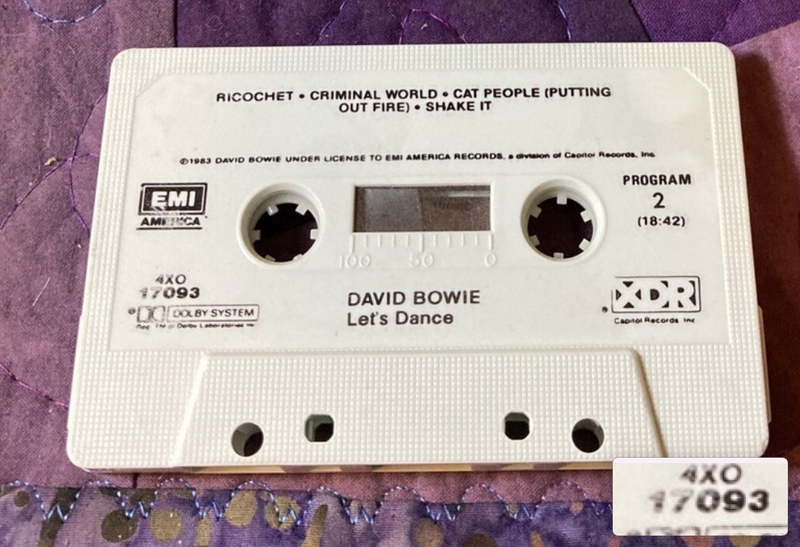 RICOCHET • CRIMINAL WORLD • CAT PEOPLE (PUTTING
OUT FIRE) • SHAKE IT
℗1983 DAVID BOWIE UNDER LICENSE TO EMI AMERICA RECORDS, a division of Capitol Records, Inc.
EMI
AMERICA
PROGRAM
2
(18:42)
100 50 0
4XO
17093
DOLBY SYSTEM
DAVID BOWIE
Let's Dance
XDR
Capitol Records, Inc.
4XO
17093